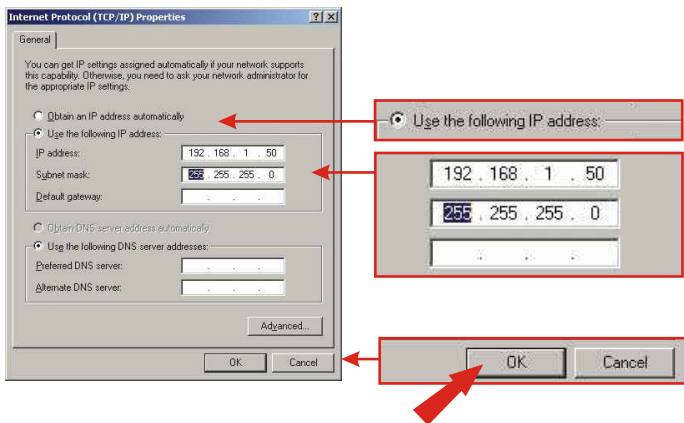 Internet Protocol (TCP/IP) Properties
General
You can get IP settings assigned automatically if your network supports
this capability. Otherwise, you need to ask your network administrator for
the appropriate IP settings.
Obtain an IP address automatically
Use the following IP address:
IP address: 192 . 168 . 1 . 50
Subnet mask: 255 . 255 . 255 . 0
Default gateway: . . .
Obtain DNS server address automatically
Use the following DNS server addresses:
Preferred DNS server: . . .
Alternate DNS server: . . .
Advanced...
OK Cancel
Use the following IP address:
192 . 168 . 1 . 50
255 . 255 . 255 . 0
. . .
OK Cancel